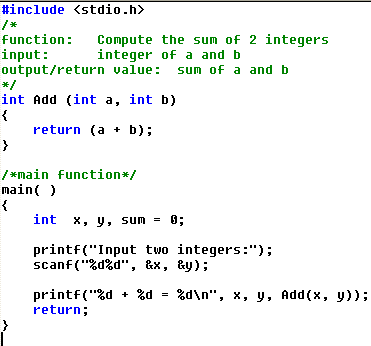 #include <stdio.h>
/*
function:   Compute the sum of 2 integers
input:      integer of a and b
output/return value:  sum of a and b
*/
int Add (int a, int b)
{
    return (a + b);
}

/*main function*/
main( )
{
    int  x, y, sum = 0;

    printf("Input two integers:");
    scanf("%d%d", &x, &y);

    printf("%d + %d = %d\n", x, y, Add(x, y));
    return;
}